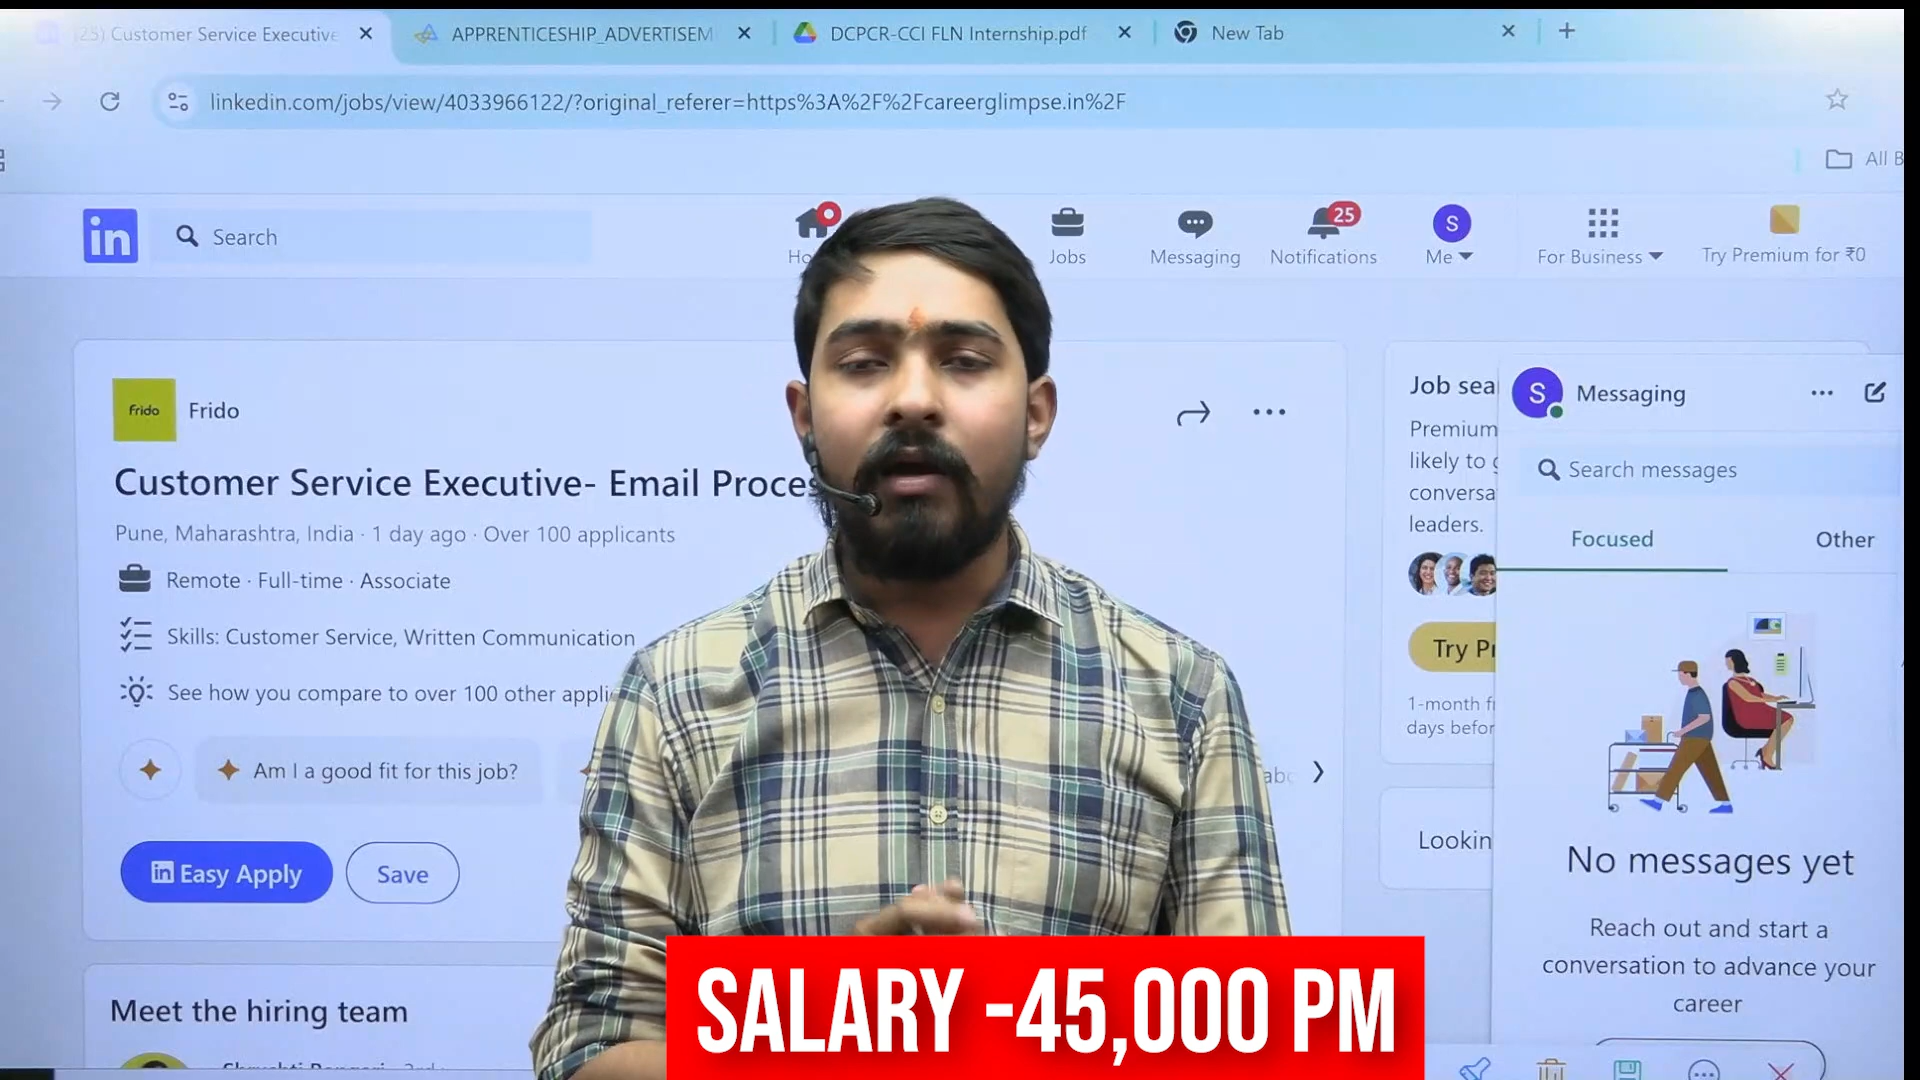 (25) Customer Service Executive
APPRENTICESHIP_ADVERTISEM
DCPCR-CCI FLN Internship.pdf
New Tab
linkedin.com/jobs/view/4033966122/?original_referer=https%3A%2F%2Fcareerglimpse.in%2F
All B
in
Search
Ho
Jobs
Messaging
25
Notifications
S
Me
For Business
Try Premium for ₹0
frido
Frido
Customer Service Executive- Email Proces
Pune, Maharashtra, India · 1 day ago · Over 100 applicants
Remote · Full-time · Associate
Skills: Customer Service, Written Communication
See how you compare to over 100 other appli
Am I a good fit for this job?
in Easy Apply
Save
Meet the hiring team
Job sea
Premium
likely to
conversa
leaders.
Try Pr
1-month f
days befor
Lookin
S
Messaging
Search messages
Focused
Other
No messages yet
Reach out and start a
conversation to advance your
career
SALARY -45,000 PM